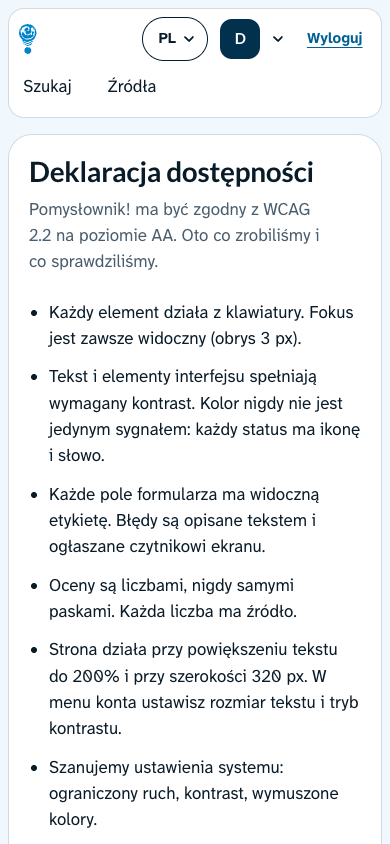 PL
D
Wyloguj
Szukaj
Źródła
Deklaracja dostępności
Pomysłownik! ma być zgodny z WCAG
2.2 na poziomie AA. Oto co zrobiliśmy i
co sprawdziliśmy.
• Każdy element działa z klawiatury. Fokus
jest zawsze widoczny (obrys 3 px).
• Tekst i elementy interfejsu spełniają
wymagany kontrast. Kolor nigdy nie jest
jedynym sygnałem: każdy status ma ikonę
i słowo.
• Każde pole formularza ma widoczną
etykietę. Błędy są opisane tekstem i
ogłaszane czytnikowi ekranu.
• Oceny są liczbami, nigdy samymi
paskami. Każda liczba ma źródło.
• Strona działa przy powiększeniu tekstu
do 200% i przy szerokości 320 px. W
menu konta ustawisz rozmiar tekstu i tryb
kontrastu.
• Szanujemy ustawienia systemu:
ograniczony ruch, kontrast, wymuszone
kolory.